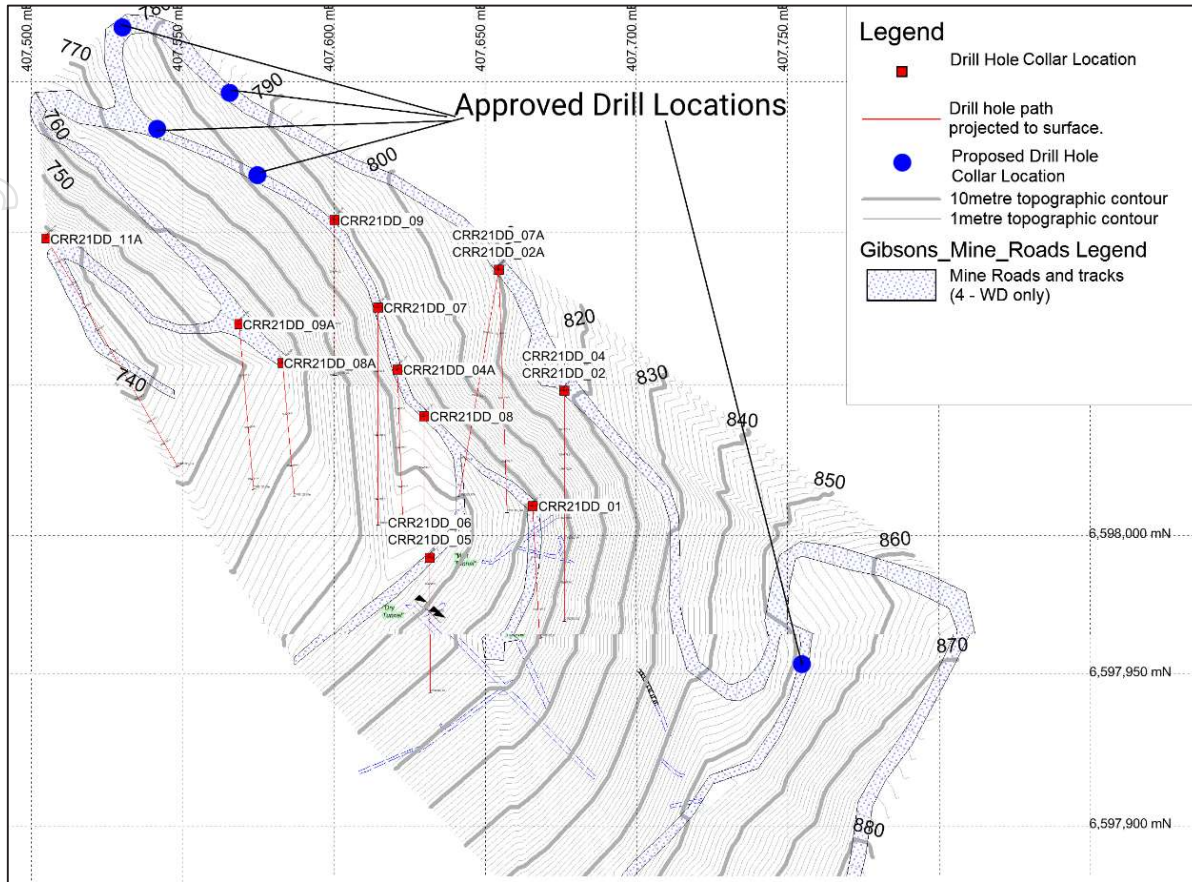 407,500 mE
407,550 mE
407,600 mE
407,650 mE
407,700 mE
407,750 mE
Legend
Drill Hole Collar Location
Drill hole path
projected to surface.
Proposed Drill Hole
Collar Location
10metre topographic contour
1metre topographic contour
Gibsons_Mine_Roads Legend
Mine Roads and tracks
(4 - WD only)
Approved Drill Locations
780
770
790
760
800
750
CRR21DD_09
CRR21DD_11A
CRR21DD_07A
CRR21DD_02A
CRR21DD_07
820
CRR21DD_09A
CRR21DD_04
CRR21DD_02
CRR21DD_08A
CRR21DD_04A
740
830
CRR21DD_08
840
850
CRR21DD_01
CRR21DD_06
CRR21DD_05
6,598,000 mN
860
"Dry
Tunnel"
870
6,597,950 mN
6,597,900 mN
880